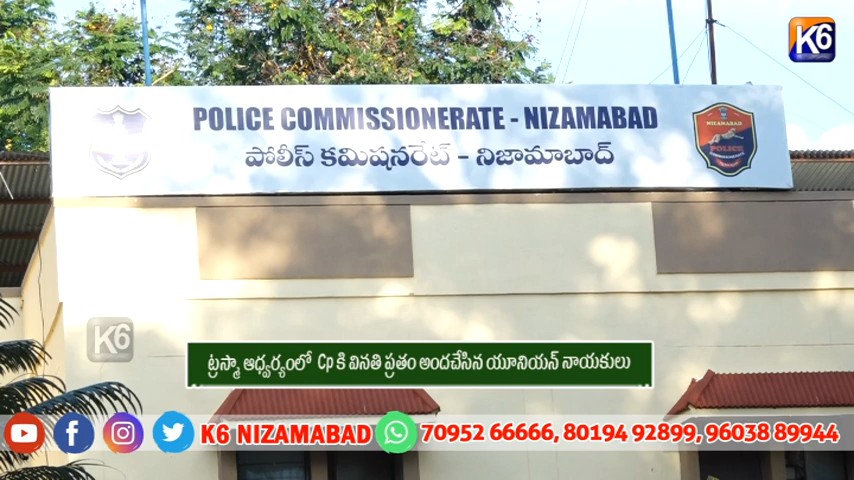 K6
POLICE COMMISSIONERATE - NIZAMABAD
పోలీస్ కమిషనరేట్ - నిజామాబాద్
NIZAMABAD
POLICE
K6
ట్రస్మా ఆధ్వర్యంలో Cp కి వినతి ప్రతం అందచేసిన యూనియన్ నాయకులు
K6 NIZAMABAD 70952 66666, 80194 92899, 96038 89944
K6